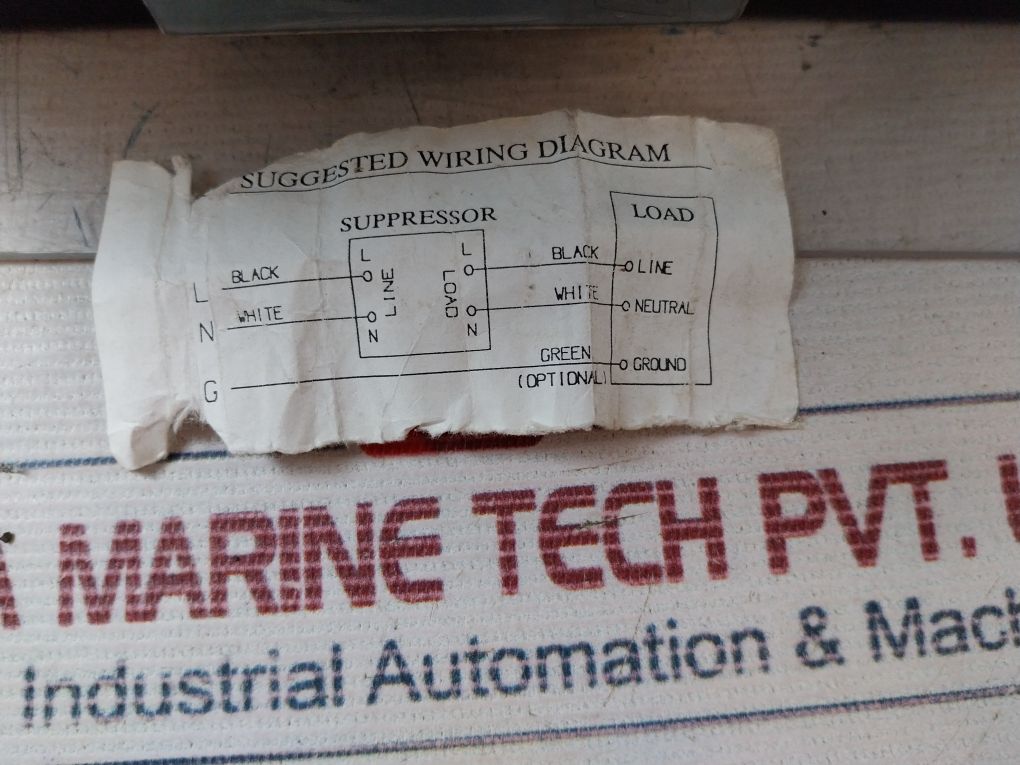 SUGGESTED WIRING DIAGRAM
SUPPRESSOR
LOAD
L L
BLACK BLACK
L LINE LOAD LINE
WHITE WHITE
N NEUTRAL
N N
GREEN
G GROUND
(OPTIONAL)
A MARINE TECH PVT.
Industrial Automation &